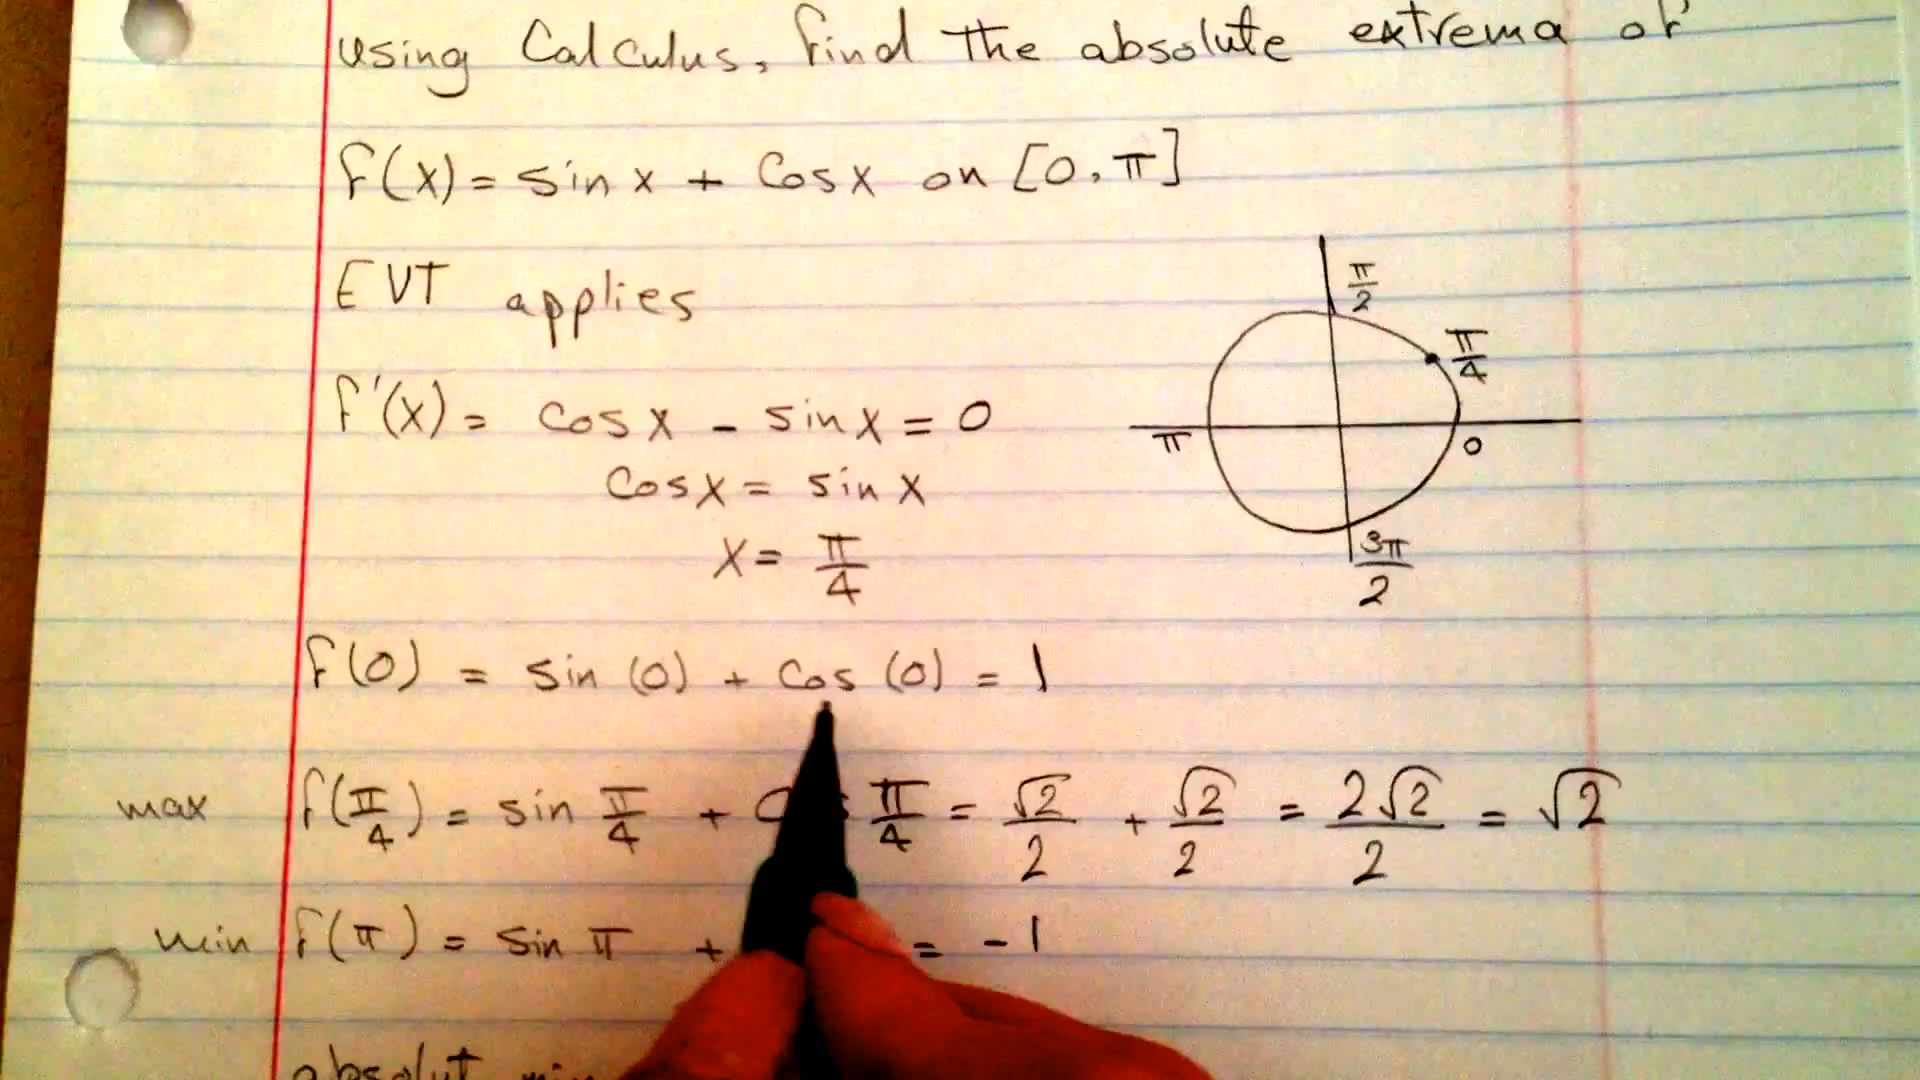 using Calculus, find the absolute extrema of
f(x) = sin x + cos x on [0, π]
EVT applies
f'(x) = cos x - sin x = 0
cos x = sin x
x = π/4
π/2
π/4
π
0
3π/2
f(0) = sin (0) + cos (0) = 1
max f(π/4) = sin π/4 + π/4 = √2/2 + √2/2 = 2√2/2 = √2
min f(π) = sin π + = -1
absolut min